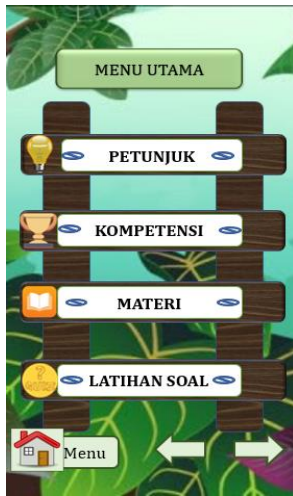 MENU UTAMA
PETUNJUK
KOMPETENSI
MATERI
LATIHAN SOAL
Menu